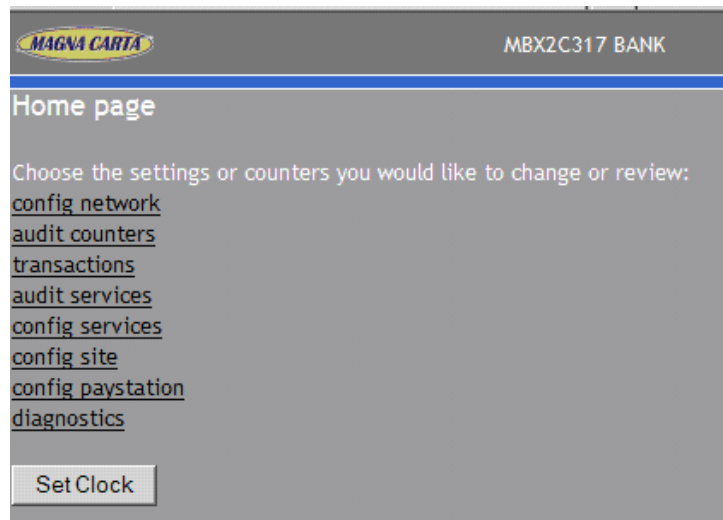 MAGNA CARTA
MBX2C317 BANK
Home page
Choose the settings or counters you would like to change or review:
config network
audit counters
transactions
audit services
config services
config site
config paystation
diagnostics
Set Clock